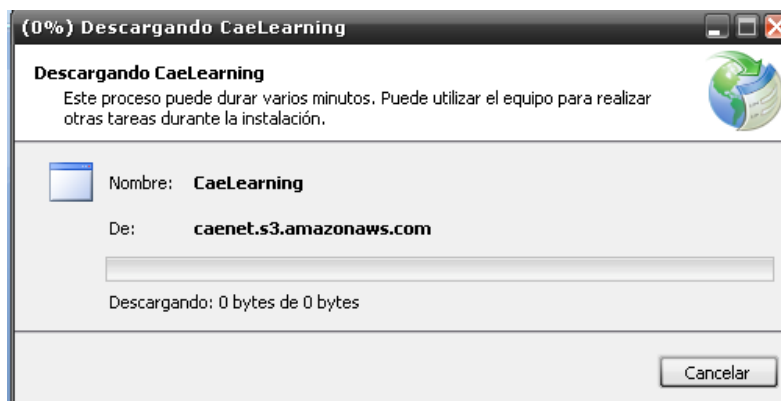 (0%) Descargando CaeLearning
Descargando CaeLearning
Este proceso puede durar varios minutos. Puede utilizar el equipo para realizar
otras tareas durante la instalación.
Nombre: CaeLearning
De: caenet.s3.amazonaws.com
Descargando: 0 bytes de 0 bytes
Cancelar